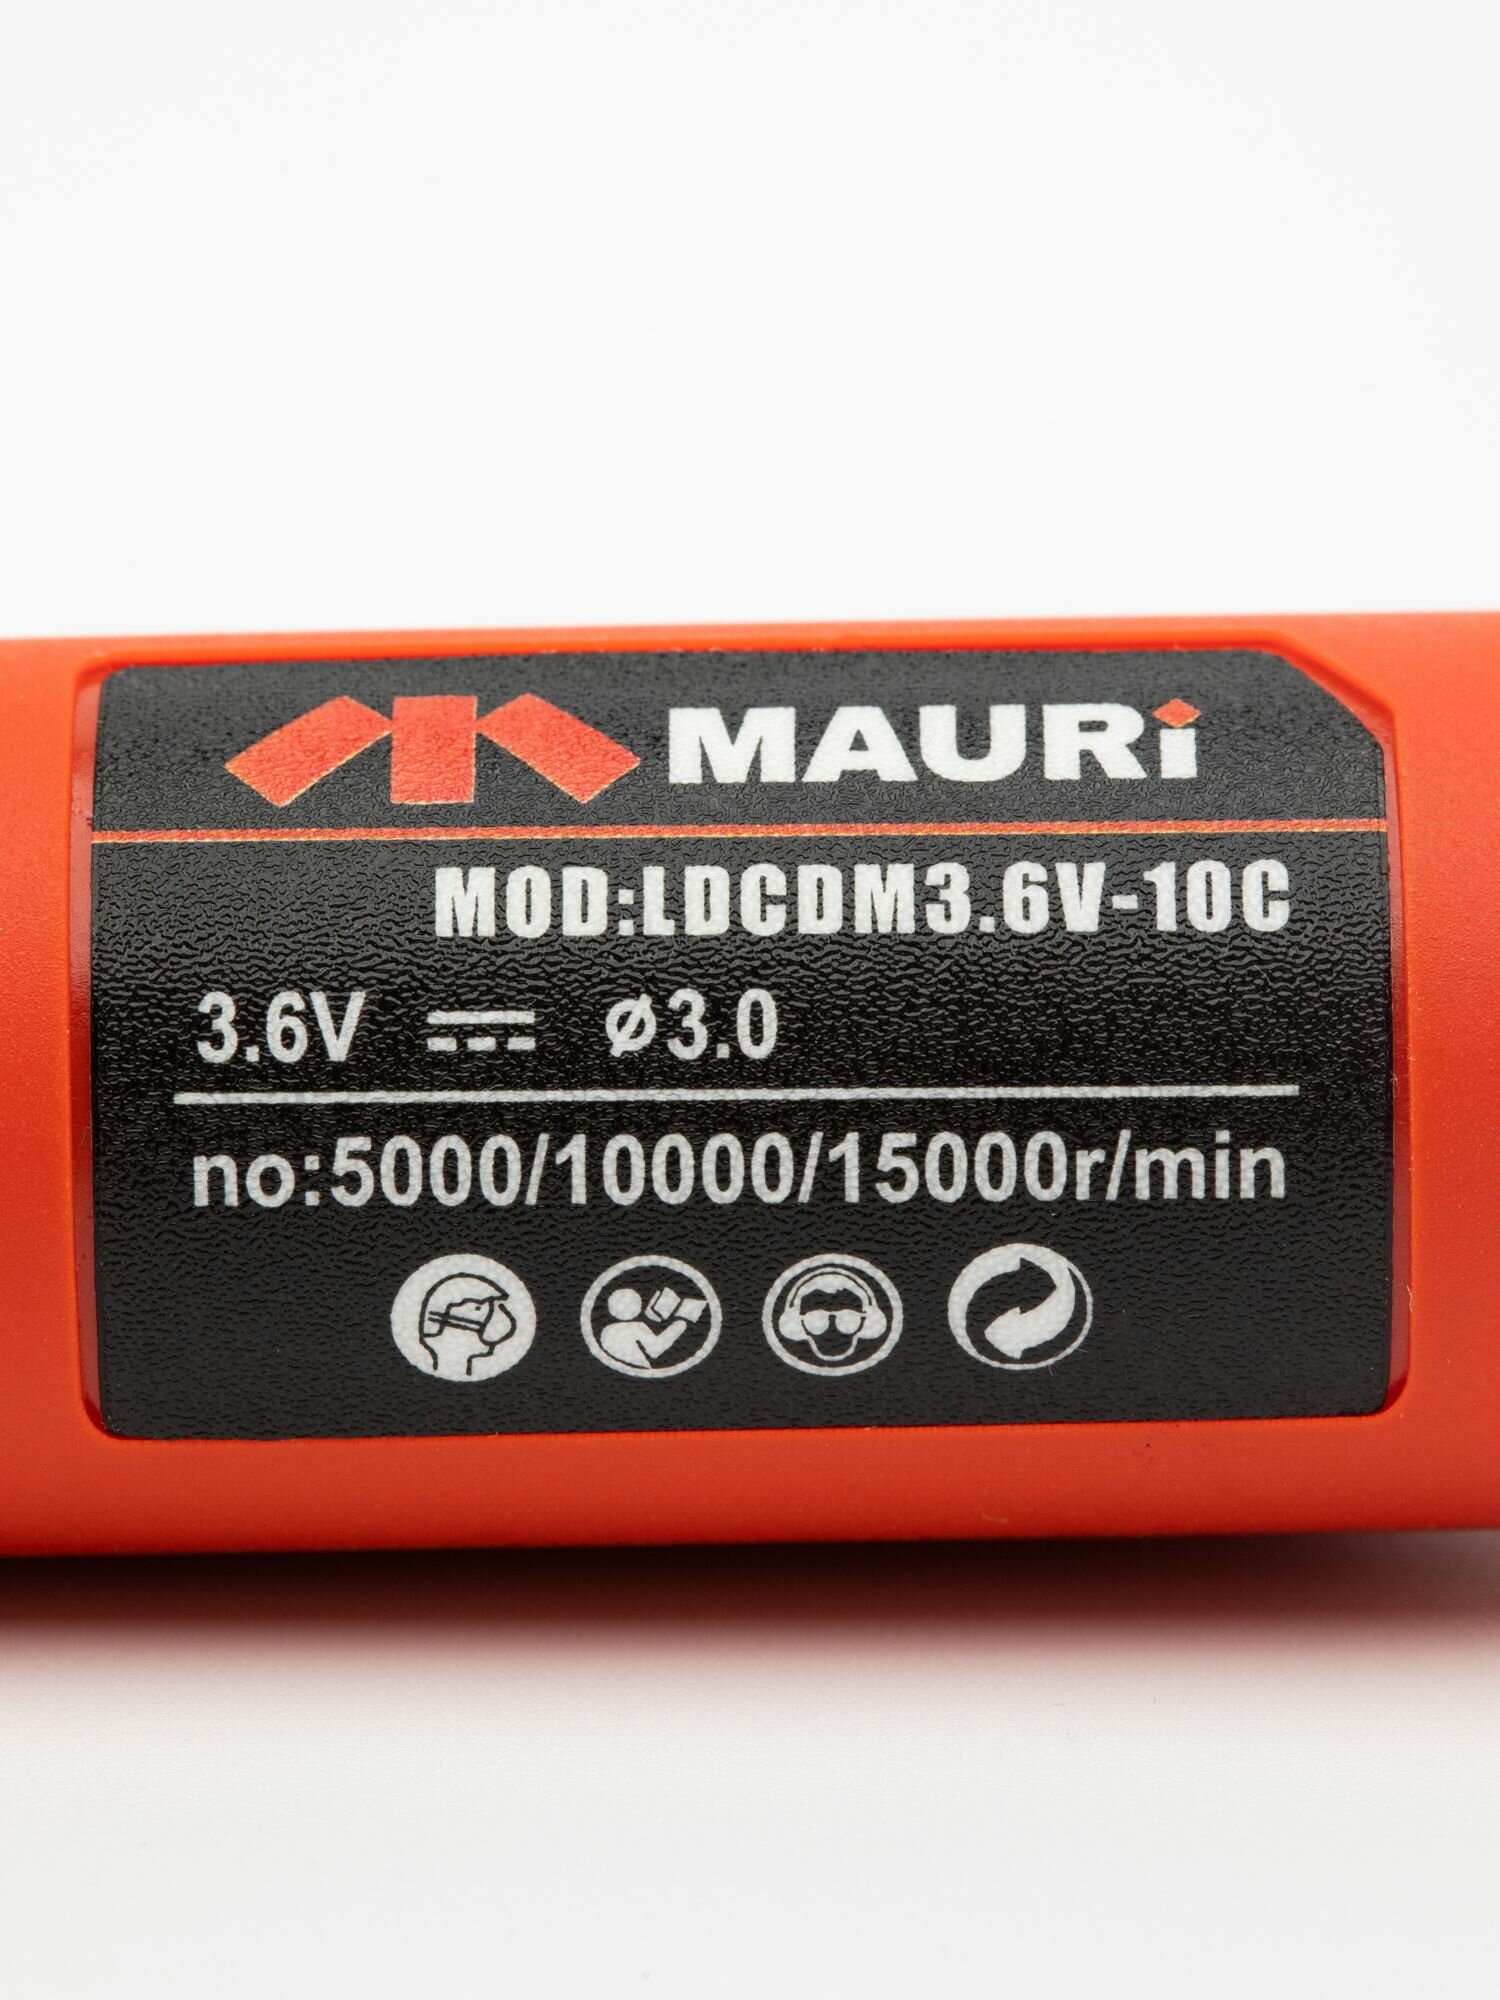 MAURi
MOD:LDCDM3.6V-10C
3.6V ⎓ ø3.0
no:5000/10000/15000r/min